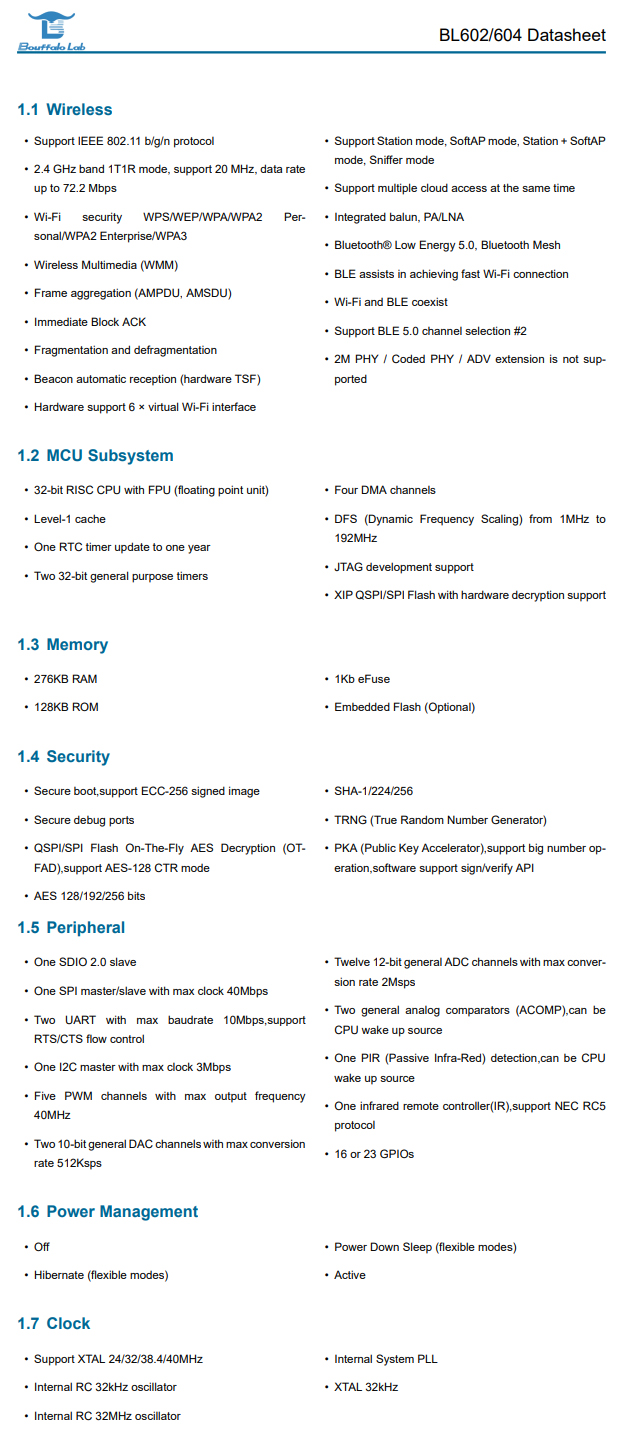 Bouffalo Lab
BL602/604 Datasheet
1.1 Wireless
• Support IEEE 802.11 b/g/n protocol
• 2.4 GHz band 1T1R mode, support 20 MHz, data rate
up to 72.2 Mbps
• Wi-Fi security WPS/WEP/WPA/WPA2 Per-
sonal/WPA2 Enterprise/WPA3
• Wireless Multimedia (WMM)
• Frame aggregation (AMPDU, AMSDU)
• Immediate Block ACK
• Fragmentation and defragmentation
• Beacon automatic reception (hardware TSF)
• Hardware support 6 × virtual Wi-Fi interface
• Support Station mode, SoftAP mode, Station + SoftAP
mode, Sniffer mode
• Support multiple cloud access at the same time
• Integrated balun, PA/LNA
• Bluetooth® Low Energy 5.0, Bluetooth Mesh
• BLE assists in achieving fast Wi-Fi connection
• Wi-Fi and BLE coexist
• Support BLE 5.0 channel selection #2
• 2M PHY / Coded PHY / ADV extension is not sup-
ported
1.2 MCU Subsystem
• 32-bit RISC CPU with FPU (floating point unit)
• Level-1 cache
• One RTC timer update to one year
• Two 32-bit general purpose timers
• Four DMA channels
• DFS (Dynamic Frequency Scaling) from 1MHz to
192MHz
• JTAG development support
• XIP QSPI/SPI Flash with hardware decryption support
1.3 Memory
• 276KB RAM
• 128KB ROM
• 1Kb eFuse
• Embedded Flash (Optional)
1.4 Security
• Secure boot,support ECC-256 signed image
• Secure debug ports
• QSPI/SPI Flash On-The-Fly AES Decryption (OT-
FAD),support AES-128 CTR mode
• AES 128/192/256 bits
• SHA-1/224/256
• TRNG (True Random Number Generator)
• PKA (Public Key Accelerator),support big number op-
eration,software support sign/verify API
1.5 Peripheral
• One SDIO 2.0 slave
• One SPI master/slave with max clock 40Mbps
• Two UART with max baudrate 10Mbps,support
RTS/CTS flow control
• One I2C master with max clock 3Mbps
• Five PWM channels with max output frequency
40MHz
• Two 10-bit general DAC channels with max conversion
rate 512Ksps
• Twelve 12-bit general ADC channels with max conver-
sion rate 2Msps
• Two general analog comparators (ACOMP),can be
CPU wake up source
• One PIR (Passive Infra-Red) detection,can be CPU
wake up source
• One infrared remote controller(IR),support NEC RC5
protocol
• 16 or 23 GPIOs
1.6 Power Management
• Off
• Hibernate (flexible modes)
• Power Down Sleep (flexible modes)
• Active
1.7 Clock
• Support XTAL 24/32/38.4/40MHz
• Internal RC 32kHz oscillator
• Internal RC 32MHz oscillator
• Internal System PLL
• XTAL 32kHz